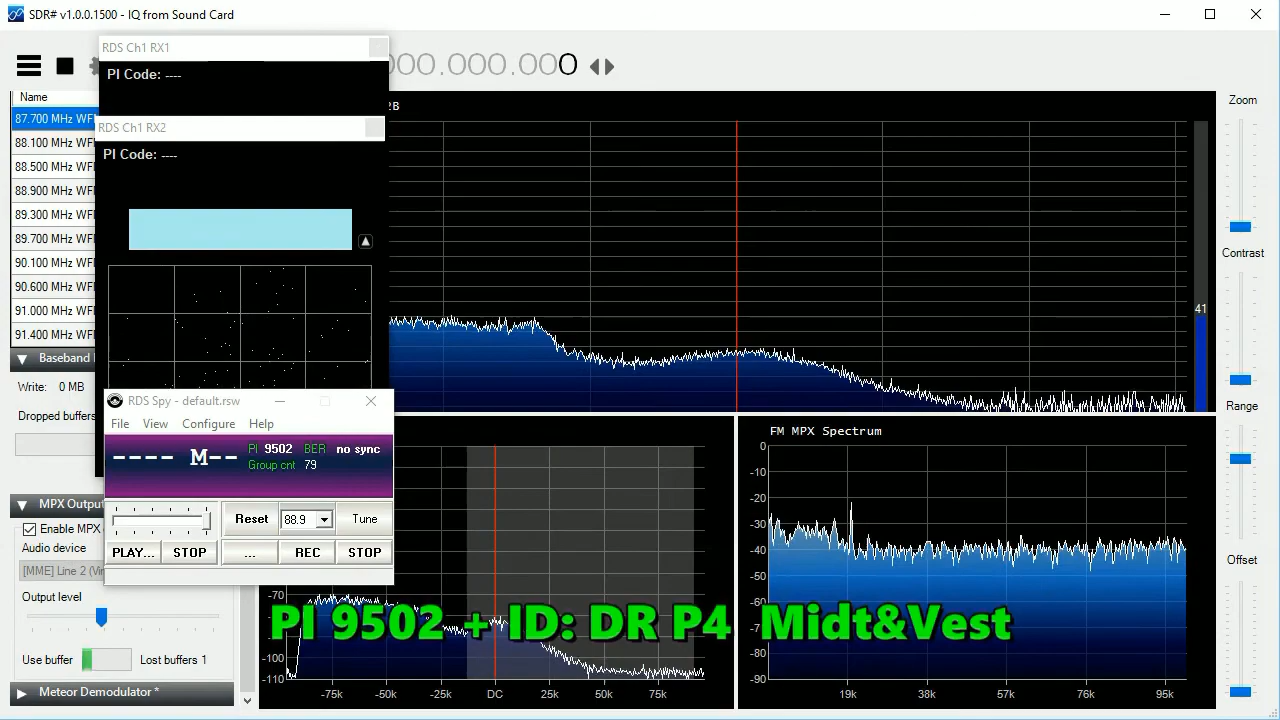 SDR# v1.0.0.1500 - IQ from Sound Card
RDS Ch1 RX1
PI Code: ----
000.000.000
2B
Zoom
Name
87.700 MHz WF
88.100 MHz WF
88.500 MHz WF
88.900 MHz WF
89.300 MHz WF
89.700 MHz WF
90.100 MHz WF
90.600 MHz WF
91.000 MHz WF
91.400 MHz WF
RDS Ch1 RX2
PI Code: ----
Contrast
41
Baseband
Write: 0 MB
Dropped buffers
RDS Spy - default.rsw
File View Configure Help
---- M-- PI 9502 BER no sync
Group cnt 79
Reset 88.9 Tune
PLAY... STOP ... REC STOP
Range
Offset
MPX Output
Enable MPX
Audio device
[MME] Line 2 (Vir
Output level
Use buffer Lost buffers 1
Meteor Demodulator *
-70
-100
-110
-75k -50k -25k DC 25k 50k 75k
FM MPX Spectrum
0
-10
-20
-30
-40
-50
-60
-70
-80
-90
19k 38k 57k 76k 95k
PI 9502 + ID: DR P4 Midt&Vest